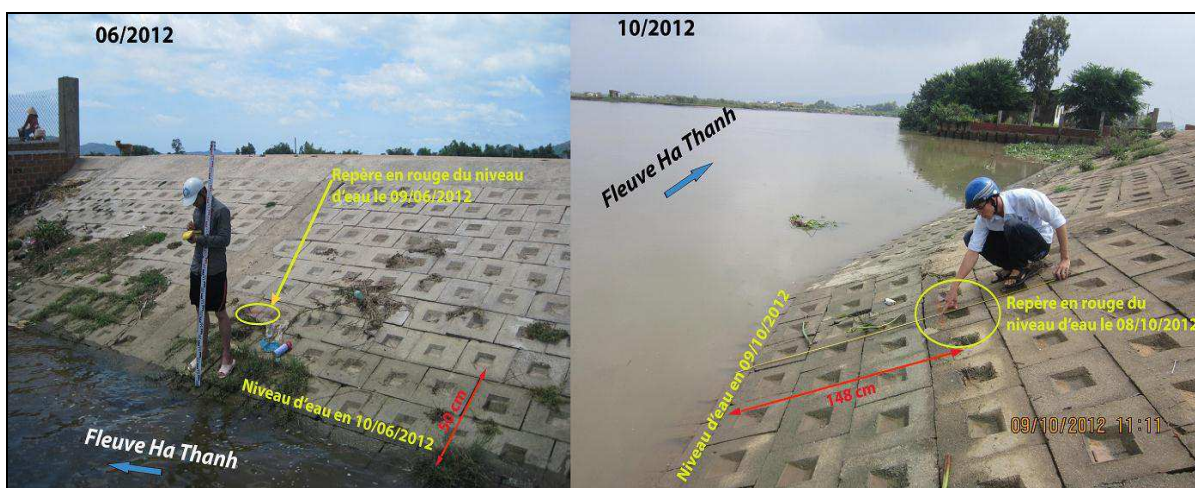 06/2012
Repère en rouge du niveau
d'eau le 09/06/2012
Niveau d'eau en 10/06/2012
50 cm
Fleuve Ha Thanh
10/2012
Fleuve Ha Thanh
Repère en rouge du
niveau d'eau le 08/10/2012
Niveau d'eau en 09/10/2012
148 cm
09/10/2012 11:11